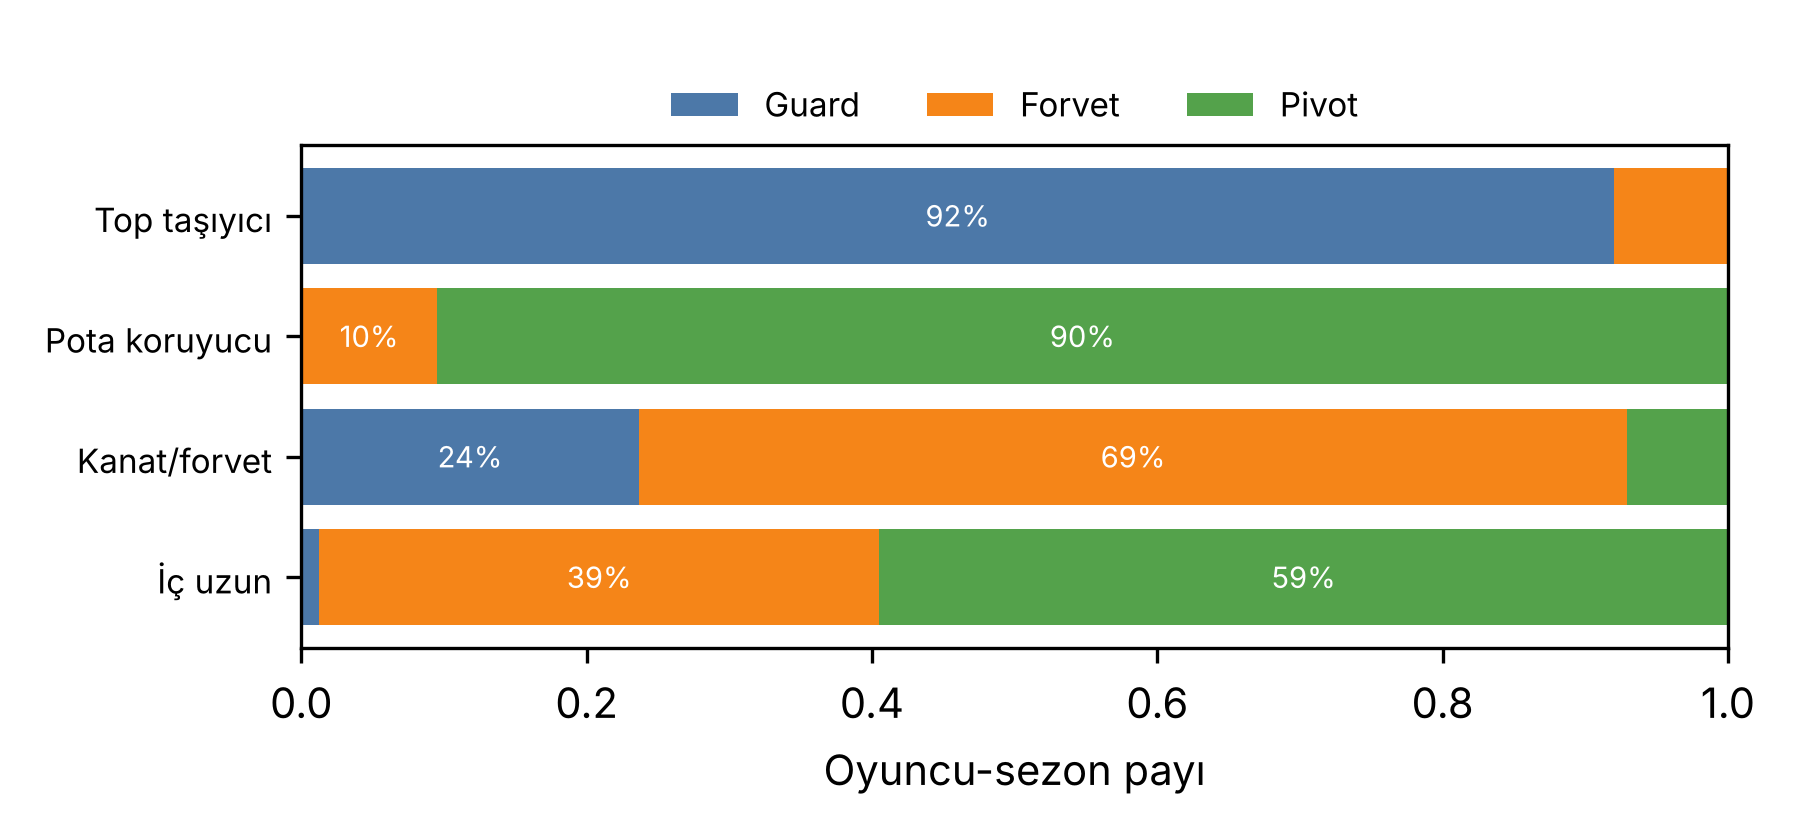 Guard Forvet Pivot
Top taşıyıcı 92%
Pota koruyucu 10% 90%
Kanat/forvet 24% 69%
İç uzun 39% 59%
0.0 0.2 0.4 0.6 0.8 1.0
Oyuncu-sezon payı